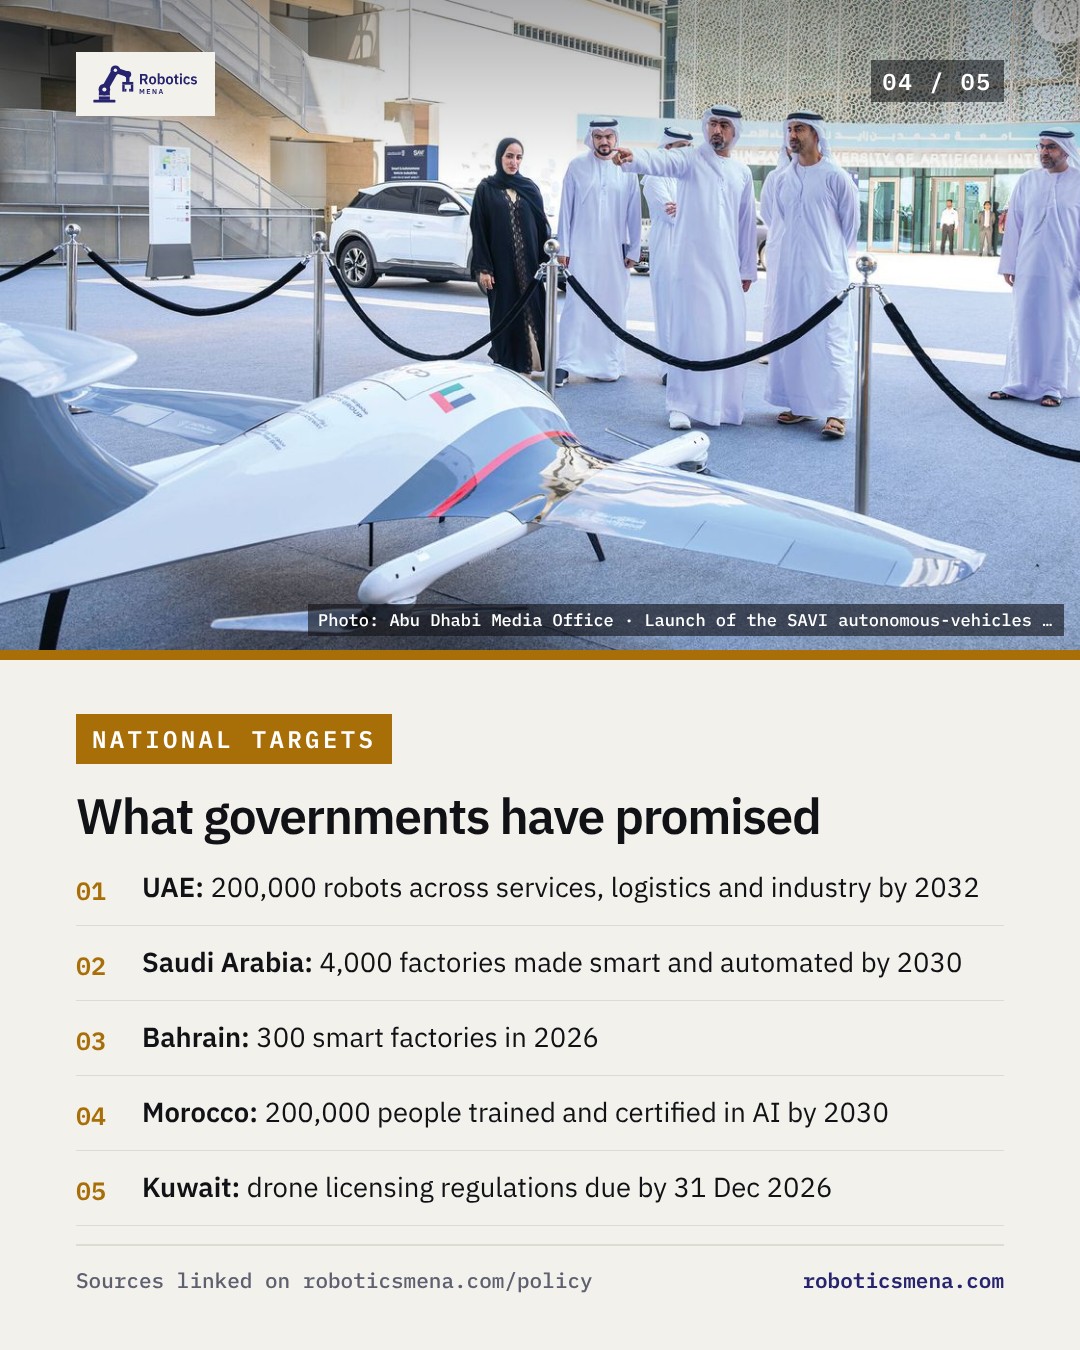 Robotics
MENA
04 / 05
UNIVERSITY OF ARTIFICIAL INTE
Photo: Abu Dhabi Media Office · Launch of the SAVI autonomous-vehicles …
NATIONAL TARGETS
What governments have promised
01 UAE: 200,000 robots across services, logistics and industry by 2032
02 Saudi Arabia: 4,000 factories made smart and automated by 2030
03 Bahrain: 300 smart factories in 2026
04 Morocco: 200,000 people trained and certified in AI by 2030
05 Kuwait: drone licensing regulations due by 31 Dec 2026
Sources linked on roboticsmena.com/policy
roboticsmena.com